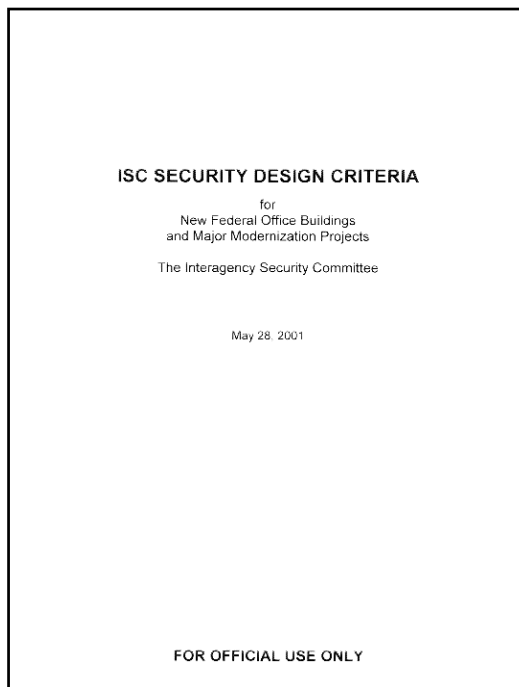 ISC SECURITY DESIGN CRITERIA
for
New Federal Office Buildings
and Major Modernization Projects
The Interagency Security Committee
May 28, 2001
FOR OFFICIAL USE ONLY